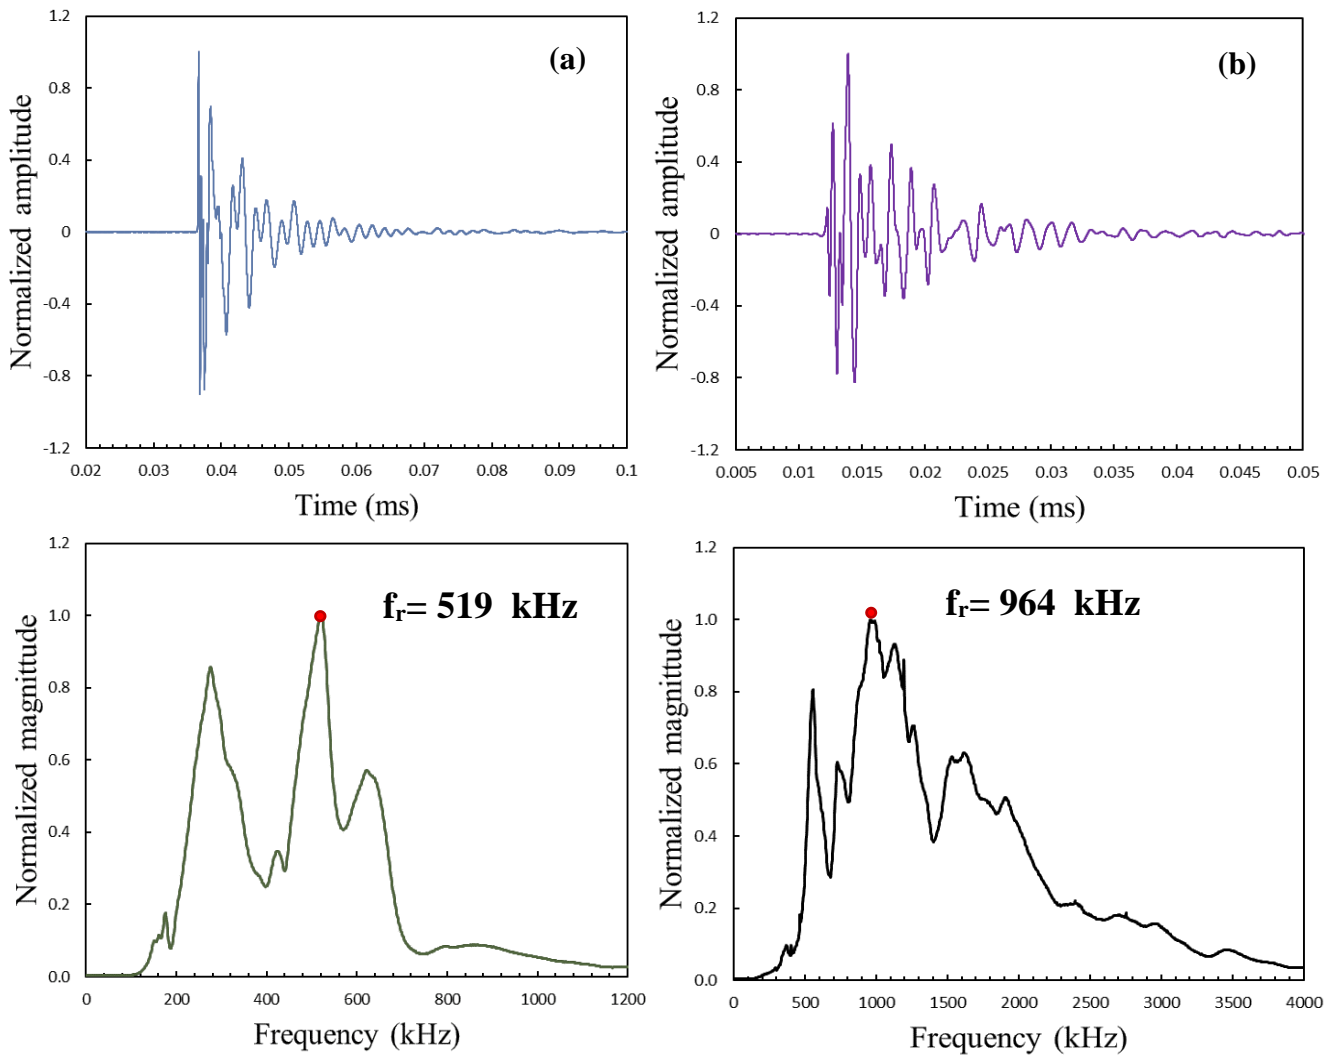 (a)
Normalized amplitude
1.2
0.8
0.4
0
-0.4
-0.8
-1.2
0.02 0.03 0.04 0.05 0.06 0.07 0.08 0.09 0.1
Time (ms)
(b)
Normalized amplitude
1.2
0.8
0.4
0
-0.4
-0.8
-1.2
0.005 0.01 0.015 0.02 0.025 0.03 0.035 0.04 0.045 0.05
Time (ms)
fr= 519 kHz
Normalized magnittude
1.2
1.0
0.8
0.6
0.4
0.2
0.0
0 200 400 600 800 1000 1200
Frequency (kHz)
fr= 964 kHz
Normalized magnittude
1.2
1.0
0.8
0.6
0.4
0.2
0.0
0 500 1000 1500 2000 2500 3000 3500 4000
Frequency (kHz)